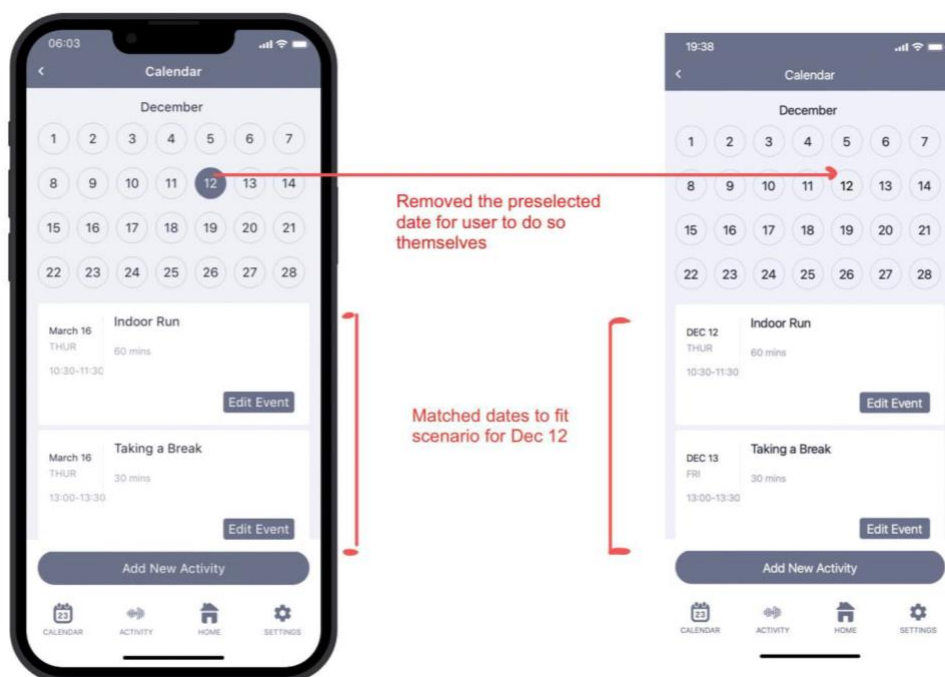 06:03
Calendar
December
1 2 3 4 5 6 7
8 9 10 11 12 13 14
15 16 17 18 19 20 21
22 23 24 25 26 27 28
March 16
THUR
10:30-11:30
Indoor Run
60 mins
Edit Event
March 16
THUR
13:00-13:30
Taking a Break
30 mins
Edit Event
Add New Activity
23
CALENDAR
ACTIVITY
HOME
SETTINGS
Removed the preselected
date for user to do so
themselves
Matched dates to fit
scenario for Dec 12
19:38
Calendar
December
1 2 3 4 5 6 7
8 9 10 11 12 13 14
15 16 17 18 19 20 21
22 23 24 25 26 27 28
DEC 12
THUR
10:30-11:30
Indoor Run
60 mins
Edit Event
DEC 13
FRI
13:00-13:30
Taking a Break
30 mins
Edit Event
Add New Activity
23
CALENDAR
ACTIVITY
HOME
SETTINGS